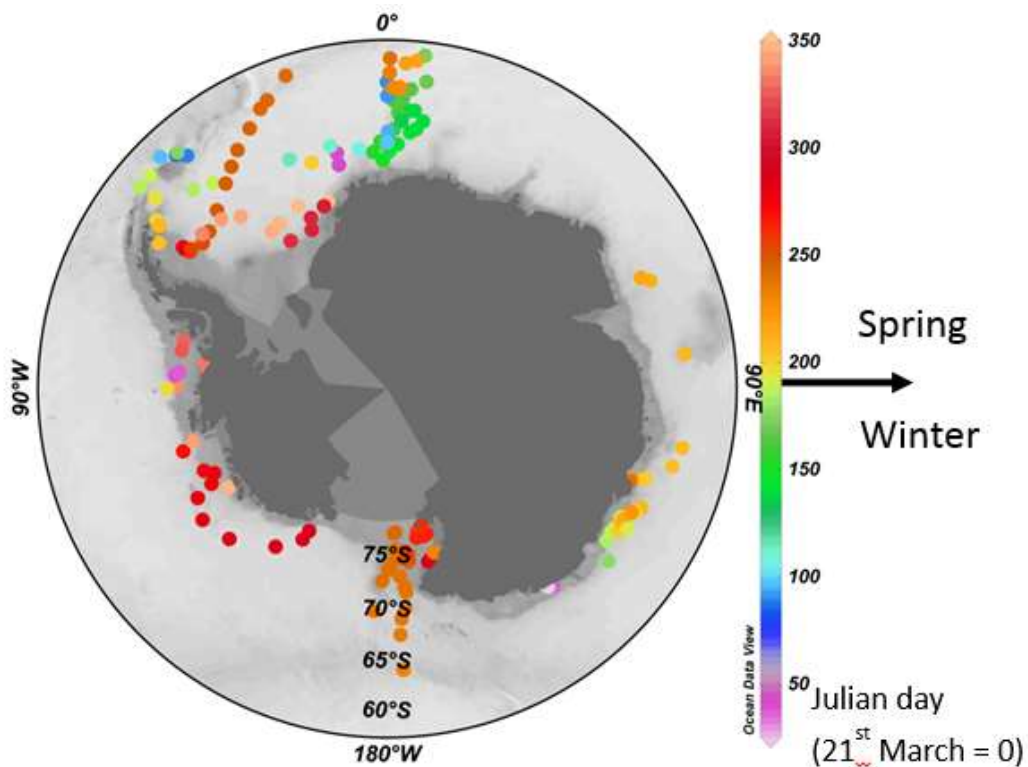 0°
350
300
250
Spring
200
90°W
90°E
Winter
150
100
75°S
70°S
65°S
60°S
50
Ocean Data View
Julian day
(21st March = 0)
180°W